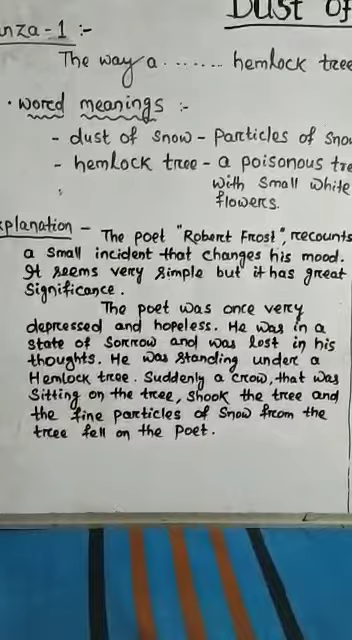 Dust of
nza-1 :-
The way a ........ hemlock tree
• word meanings :-
- dust of snow - particles of sno
- hemlock tree - a poisonous tre
with small white
flowers.
xplanation - The poet "Robert Frost", recounts
a small incident that changes his mood.
It seems very simple but it has great
significance.
The poet was once very
depressed and hopeless. He was in a
state of sorrow and was lost in his
thoughts. He was standing under a
Hemlock tree. Suddenly a crow, that was
sitting on the tree, shook the tree and
the fine particles of snow from the
tree fell on the poet.